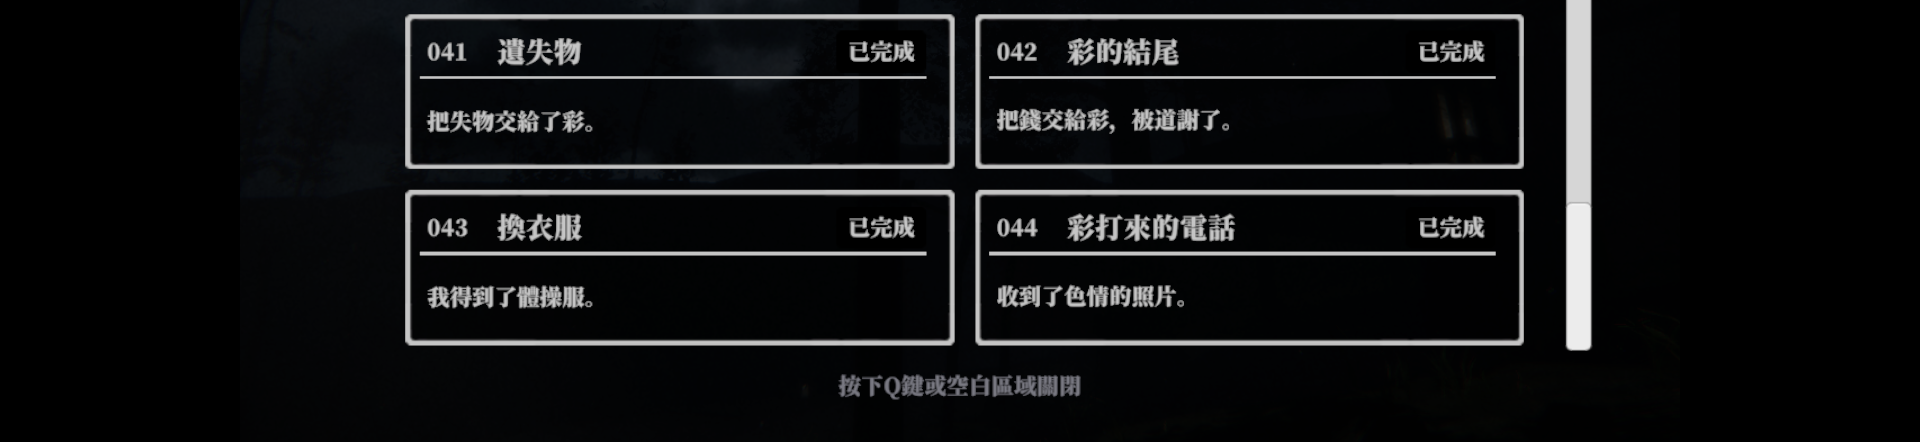 041 遺失物 已完成
把失物交給了彩。
042 彩的結尾 已完成
把錢交給彩，被道謝了。
043 換衣服 已完成
我得到了體操服。
044 彩打來的電話 已完成
收到了色情的照片。
按下Q鍵或空白區域關閉